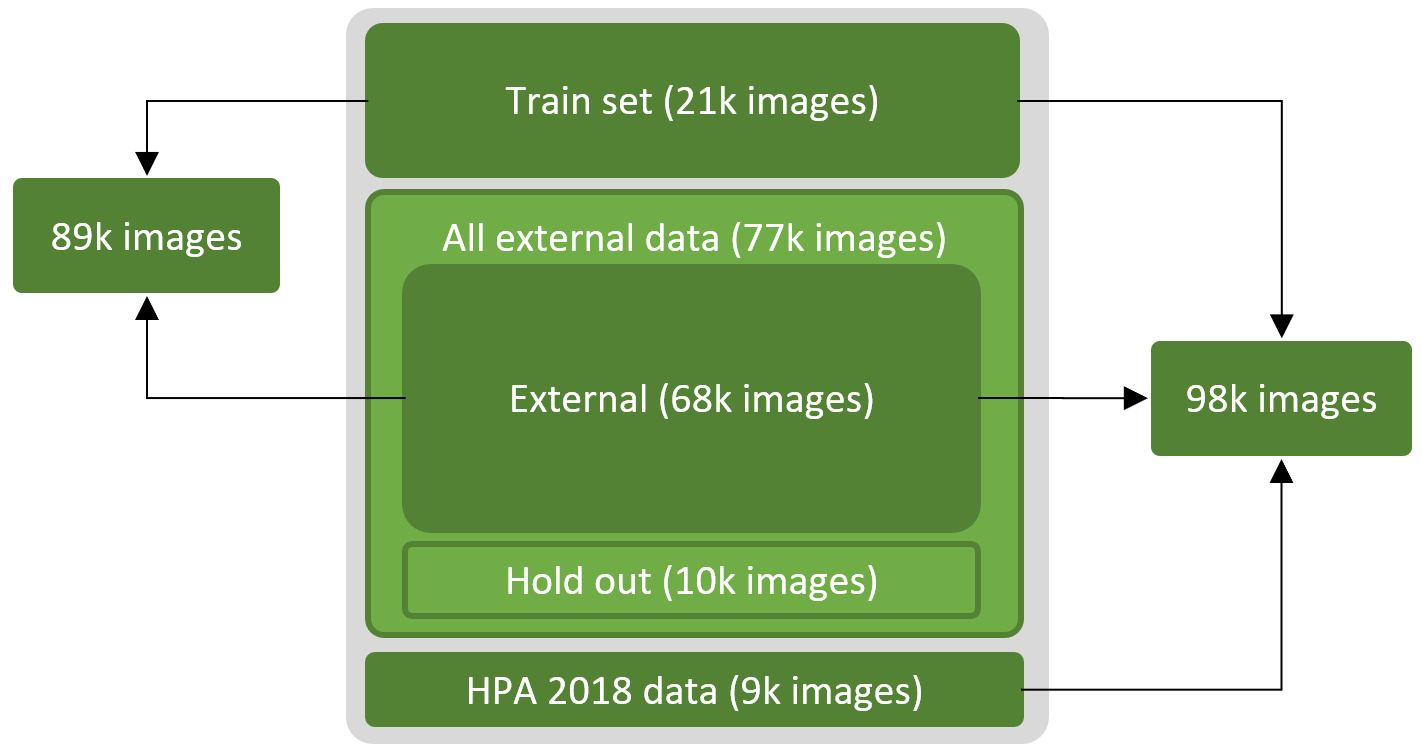 Train set (21k images)
89k images
All external data (77k images)
External (68k images)
98k images
Hold out (10k images)
HPA 2018 data (9k images)